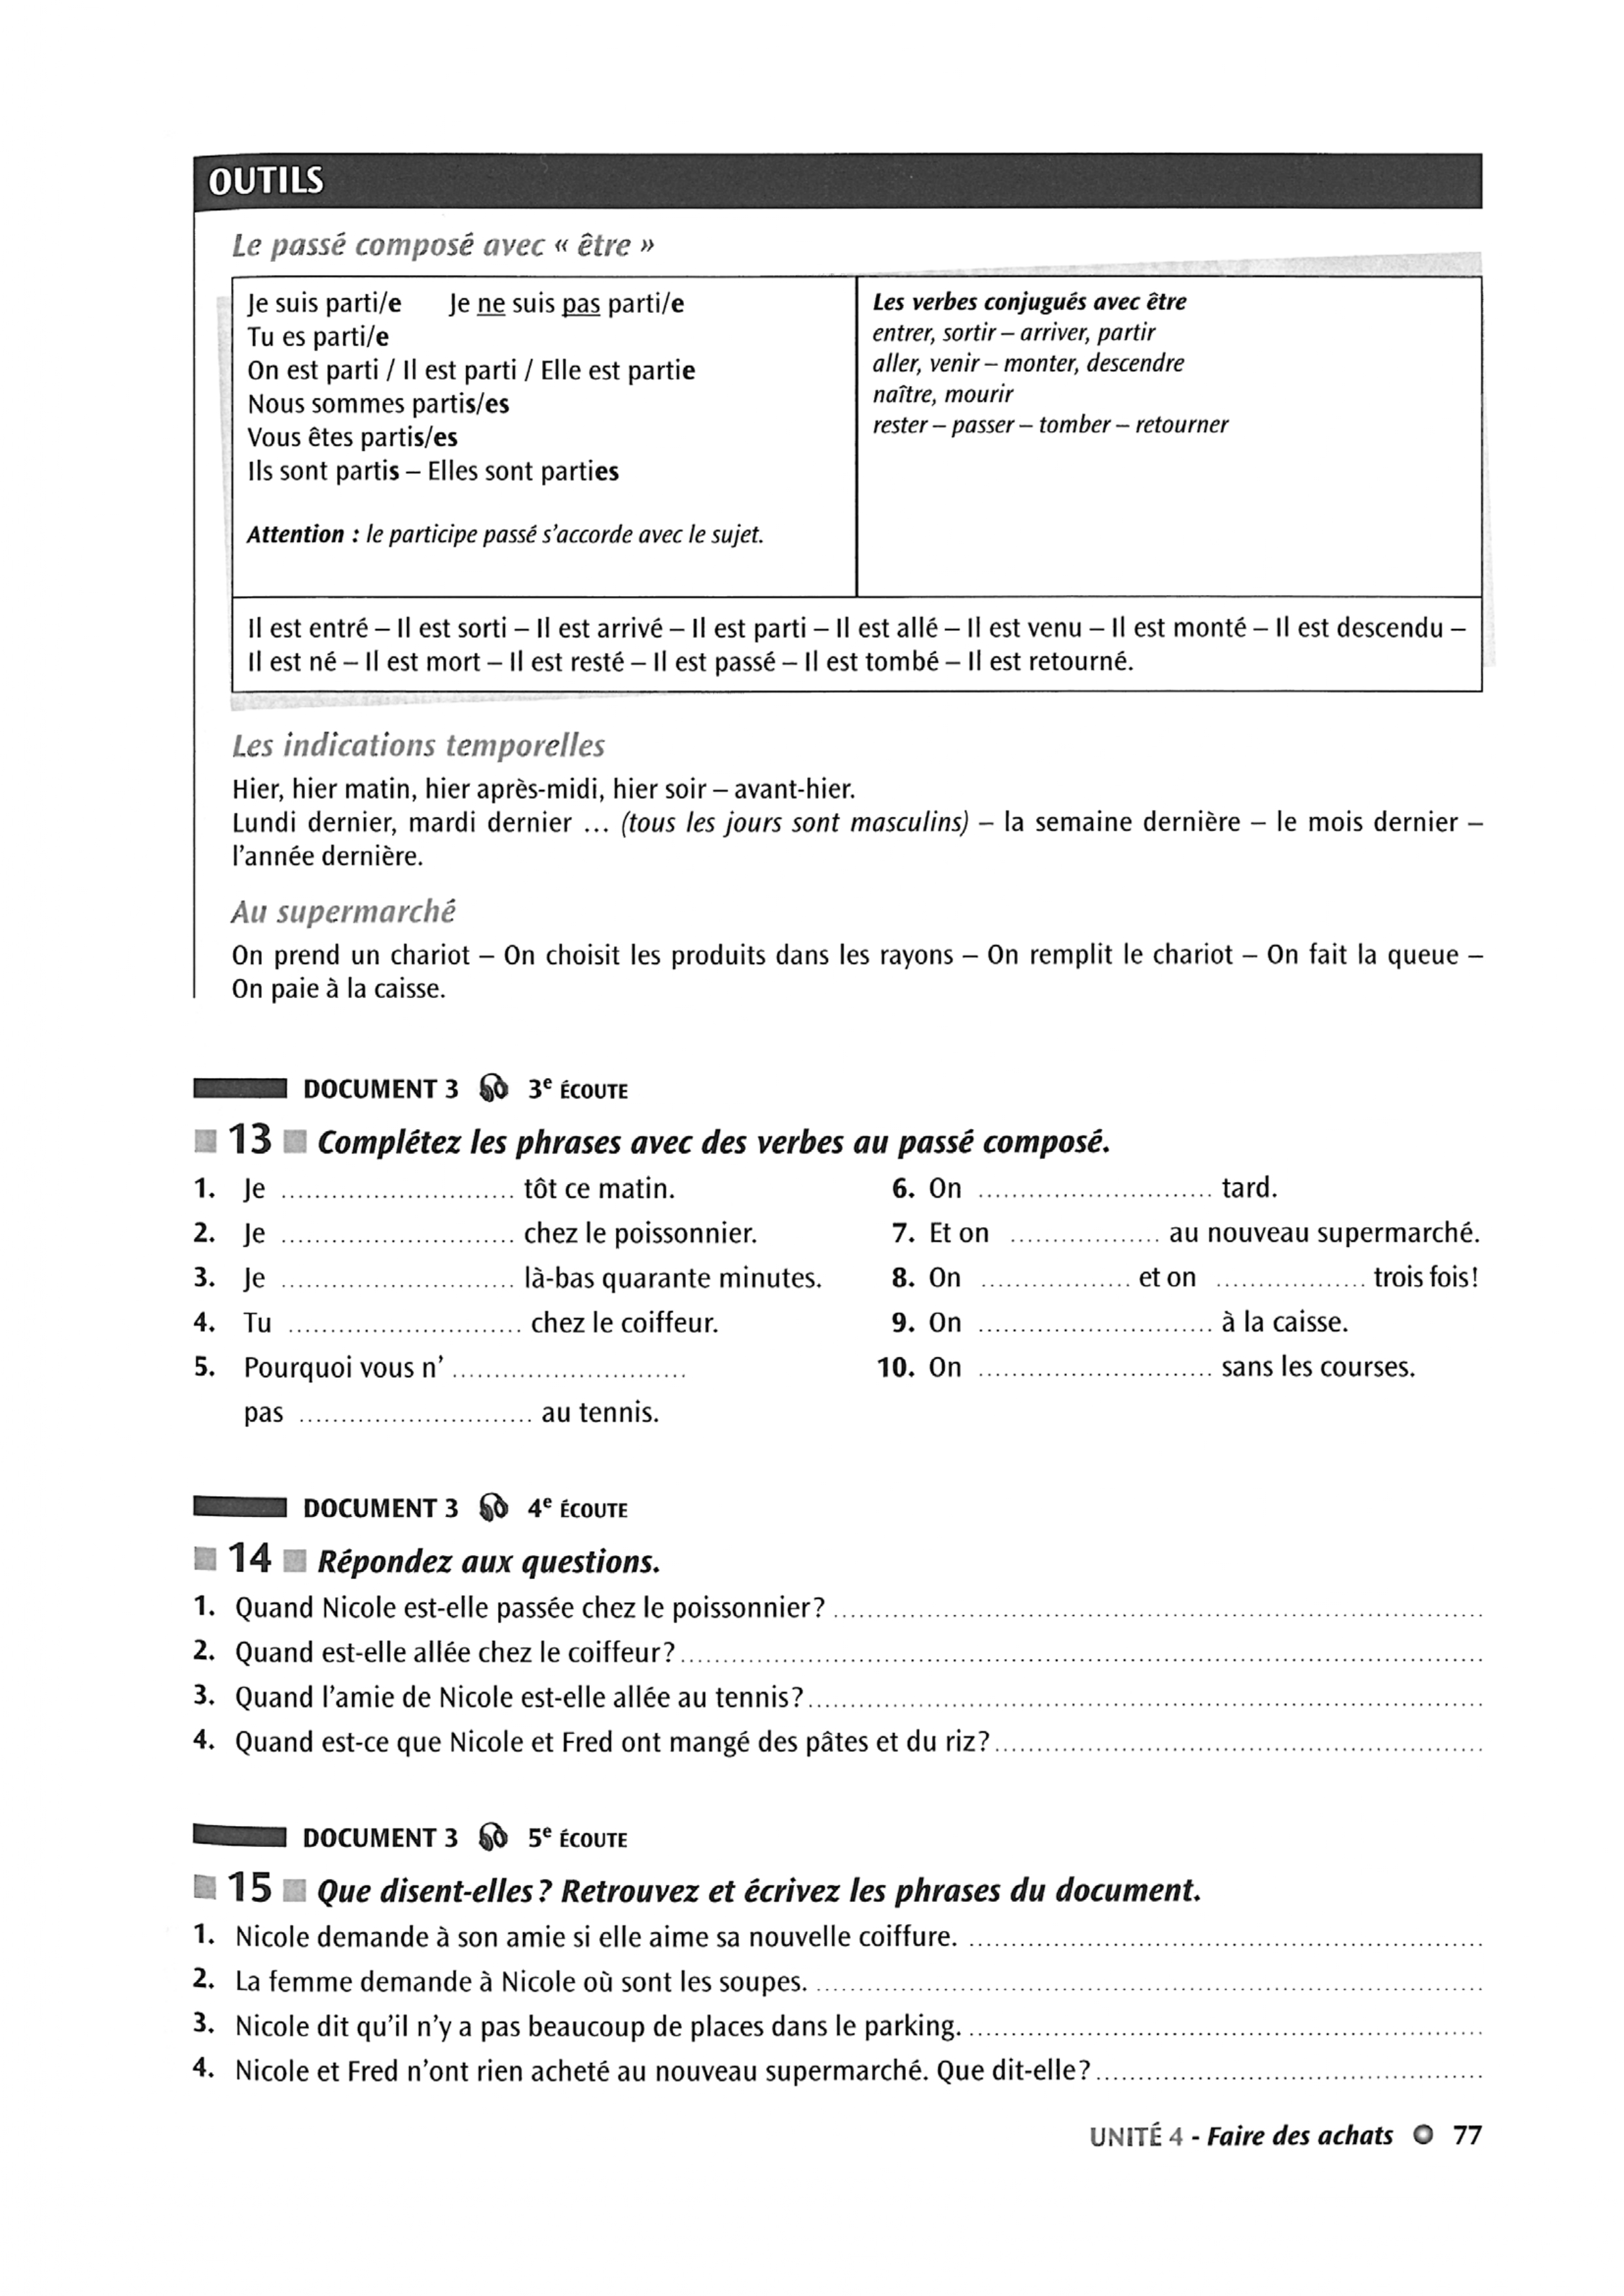 OUTILS
Le passé composé avec « être »
Je suis parti/e Je ne suis pas parti/e
Tu es parti/e
On est parti / Il est parti / Elle est partie
Nous sommes partis/es
Vous êtes partis/es
Ils sont partis – Elles sont parties
Attention : le participe passé s'accorde avec le sujet.
Les verbes conjugués avec être
entrer, sortir – arriver, partir
aller, venir – monter, descendre
naître, mourir
rester – passer – tomber – retourner
Il est entré – Il est sorti – Il est arrivé – Il est parti – Il est allé – Il est venu – Il est monté – Il est descendu –
Il est né – Il est mort – Il est resté – Il est passé – Il est tombé – Il est retourné.
Les indications temporelles
Hier, hier matin, hier après-midi, hier soir – avant-hier.
Lundi dernier, mardi dernier … (tous les jours sont masculins) – la semaine dernière – le mois dernier –
l'année dernière.
Au supermarché
On prend un chariot – On choisit les produits dans les rayons – On remplit le chariot – On fait la queue –
On paie à la caisse.
DOCUMENT 3 3e ÉCOUTE
13 Complétez les phrases avec des verbes au passé composé.
1. Je ............................ tôt ce matin.
2. Je ............................ chez le poissonnier.
3. Je ............................ là-bas quarante minutes.
4. Tu ............................ chez le coiffeur.
5. Pourquoi vous n' ............................
pas ............................ au tennis.
6. On ............................ tard.
7. Et on .................. au nouveau supermarché.
8. On .................. et on .................. trois fois!
9. On ............................ à la caisse.
10. On ............................ sans les courses.
DOCUMENT 3 4e ÉCOUTE
14 Répondez aux questions.
1. Quand Nicole est-elle passée chez le poissonnier? ............................
2. Quand est-elle allée chez le coiffeur? ............................
3. Quand l'amie de Nicole est-elle allée au tennis? ............................
4. Quand est-ce que Nicole et Fred ont mangé des pâtes et du riz? ............................
DOCUMENT 3 5e ÉCOUTE
15 Que disent-elles? Retrouvez et écrivez les phrases du document.
1. Nicole demande à son amie si elle aime sa nouvelle coiffure. ............................
2. La femme demande à Nicole où sont les soupes. ............................
3. Nicole dit qu'il n'y a pas beaucoup de places dans le parking. ............................
4. Nicole et Fred n'ont rien acheté au nouveau supermarché. Que dit-elle? ............................
UNITÉ 4 - Faire des achats 77